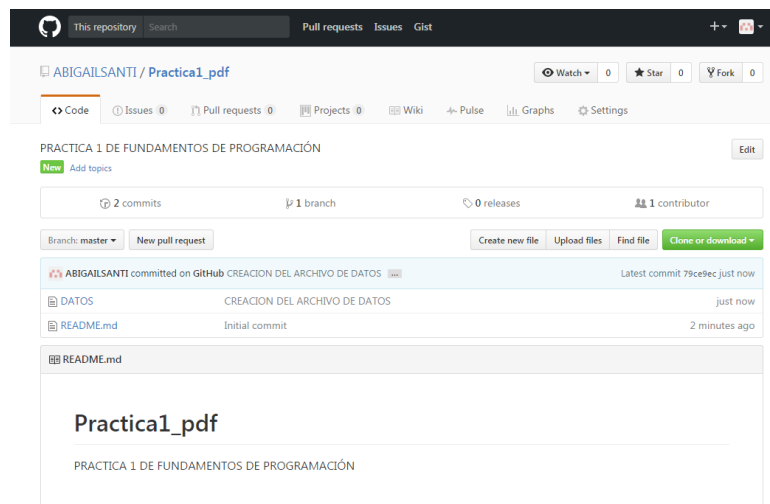 This repository Search Pull requests Issues Gist
ABIGAILSANTI / Practica1_pdf Watch 0 Star 0 Fork 0
Code Issues 0 Pull requests 0 Projects 0 Wiki Pulse Graphs Settings
PRACTICA 1 DE FUNDAMENTOS DE PROGRAMACIÓN Edit
New Add topics
2 commits 1 branch 0 releases 1 contributor
Branch: master New pull request Create new file Upload files Find file Clone or download
ABIGAILSANTI committed on GitHub CREACION DEL ARCHIVO DE DATOS ... Latest commit 79ce9ec just now
DATOS CREACION DEL ARCHIVO DE DATOS just now
README.md Initial commit 2 minutes ago
README.md
Practica1_pdf
PRACTICA 1 DE FUNDAMENTOS DE PROGRAMACIÓN